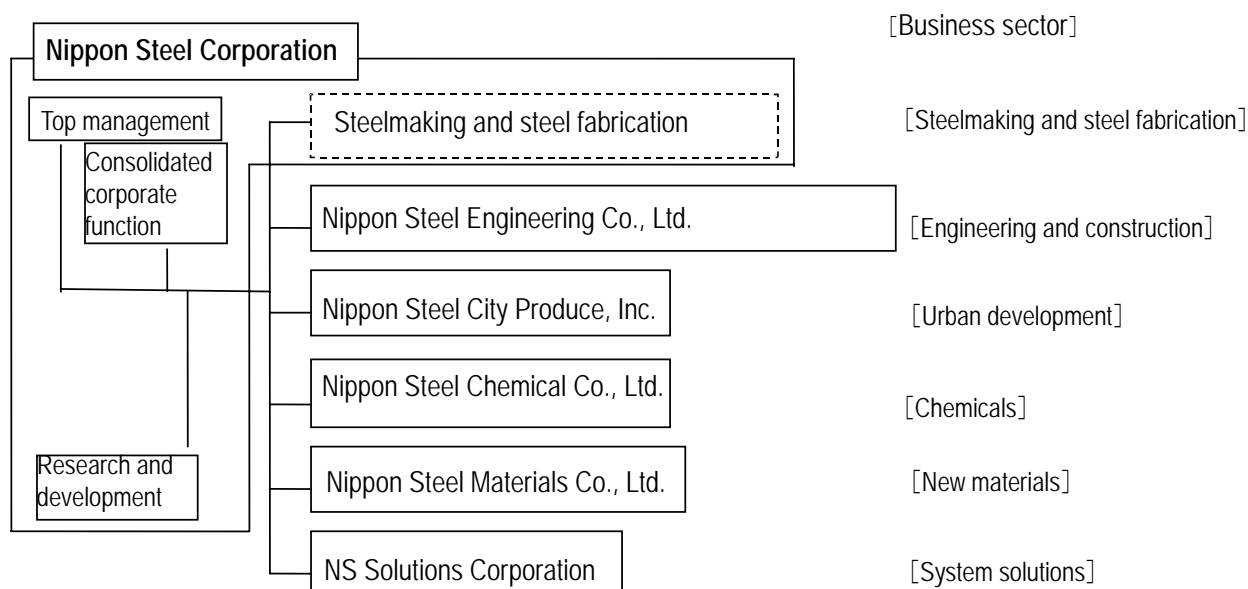 [Business sector]
Nippon Steel Corporation
Top management
Steelmaking and steel fabrication
[Steelmaking and steel fabrication]
Consolidated
corporate
function
Nippon Steel Engineering Co., Ltd.
[Engineering and construction]
Nippon Steel City Produce, Inc.
[Urban development]
Nippon Steel Chemical Co., Ltd.
[Chemicals]
Research and
development
Nippon Steel Materials Co., Ltd.
[New materials]
NS Solutions Corporation
[System solutions]